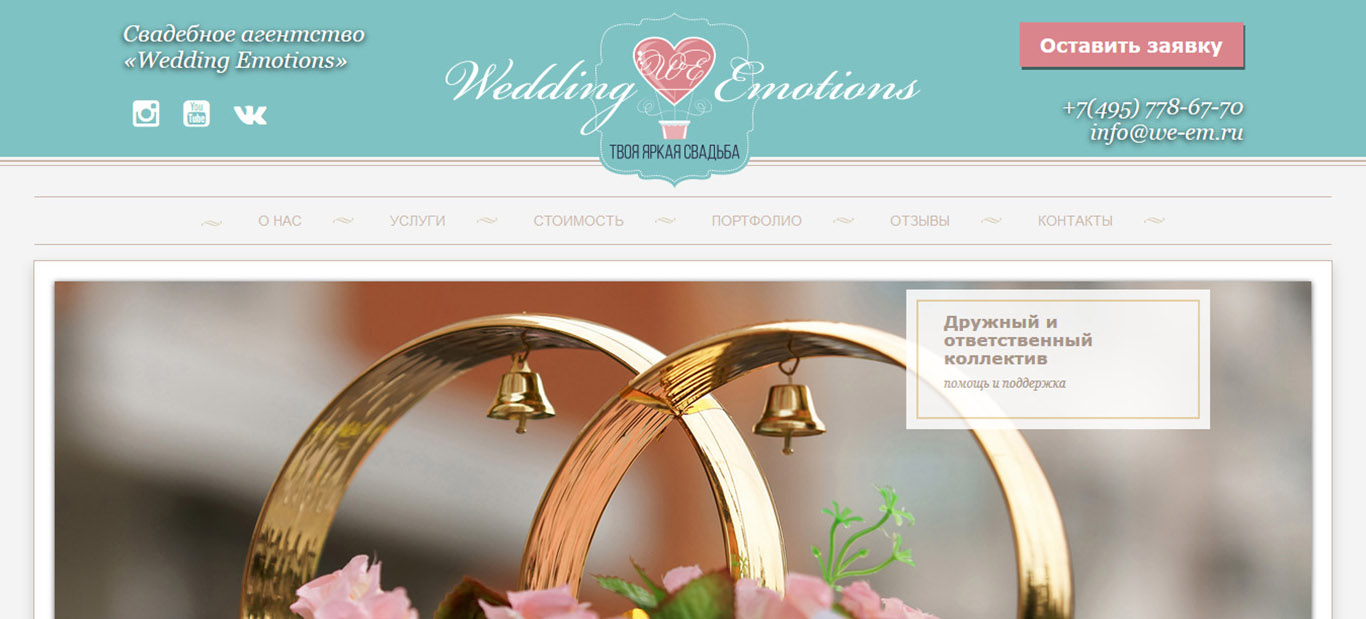 Свадебное агентство
«Wedding Emotions»
You
Tube
Wedding WE Emotions
ТВОЯ ЯРКАЯ СВАДЬБА
Оставить заявку
+7(495) 778-67-70
info@we-em.ru
О НАС УСЛУГИ СТОИМОСТЬ ПОРТФОЛИО ОТЗЫВЫ КОНТАКТЫ
Дружный и
ответственный
коллектив
помощь и поддержка